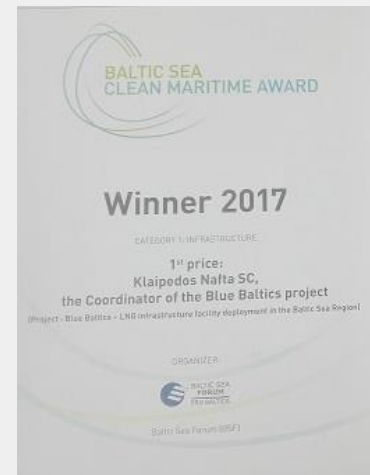 BALTIC SEA
CLEAN MARITIME AWARD
Winner 2017
CATEGORY 1: INFRASTRUCTURE
1st price:
Klaipedos Nafta SC,
the Coordinator of the Blue Baltics project
(Project - Blue Baltics – LNG infrastructure facility deployment in the Baltic Sea Region)
ORGANIZER
BALTIC SEA
FORUM
Baltic Sea Forum (BSF)